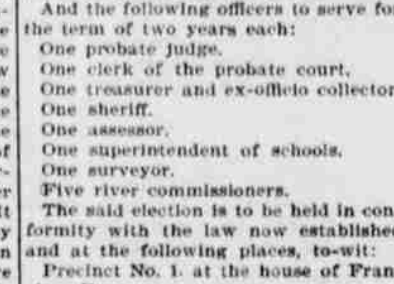 And the following officers to serve for
the term of two years each:
One probate judge.
One clerk of the probate court.
One treasurer and ex-officio collector
One sheriff.
One assessor.
One superintendent of schools.
One surveyor.
Five river commissioners.
The said election is to be held in con
formity with the law now established
and at the following places, to-wit:
Precinct No. 1. at the house of Fran